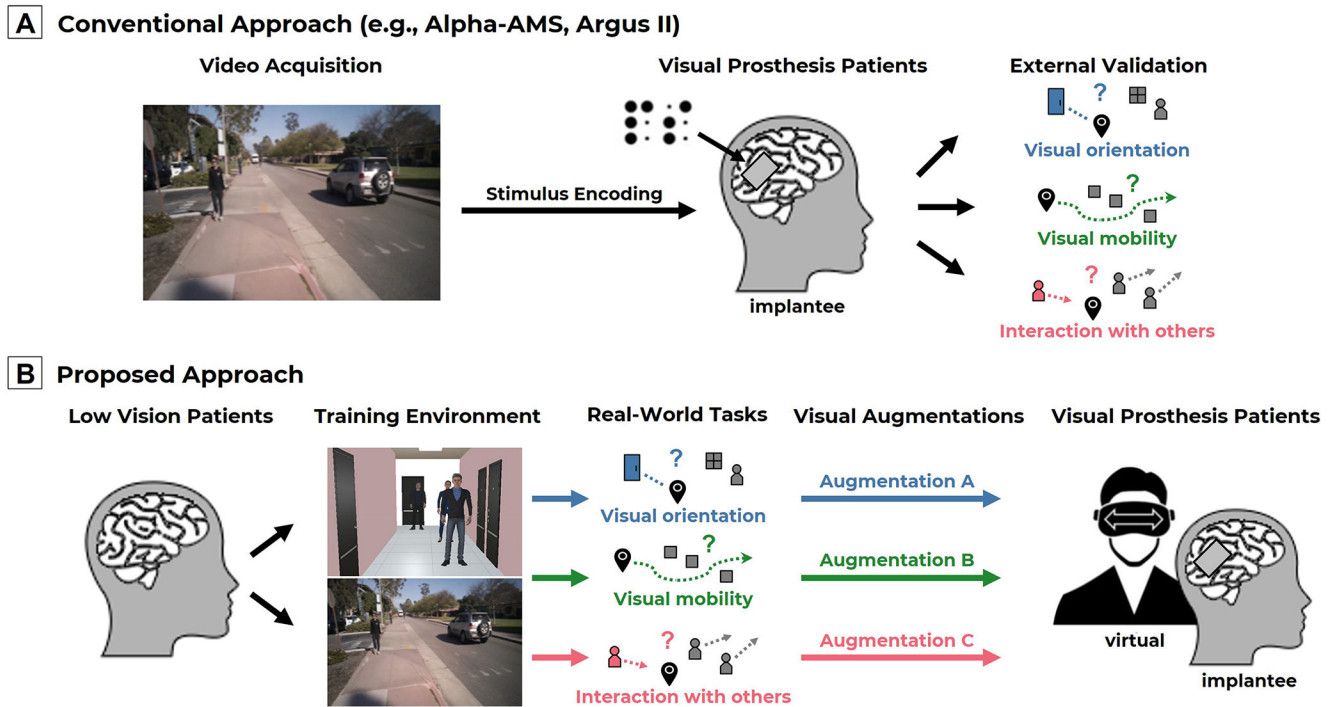 A Conventional Approach (e.g., Alpha-AMS, Argus II)
Video Acquisition
Visual Prosthesis Patients
External Validation
Stimulus Encoding
implantee
?
Visual orientation
?
Visual mobility
?
Interaction with others
B Proposed Approach
Low Vision Patients
Training Environment
Real-World Tasks
Visual Augmentations
Visual Prosthesis Patients
?
Visual orientation
?
Visual mobility
?
Interaction with others
Augmentation A
Augmentation B
Augmentation C
virtual
implantee